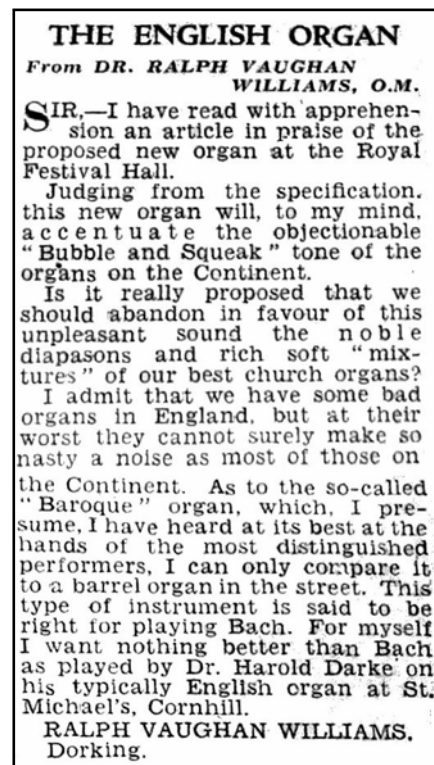 THE ENGLISH ORGAN
From DR. RALPH VAUGHAN
WILLIAMS, O.M.
SIR,—I have read with apprehen-
sion an article in praise of the
proposed new organ at the Royal
Festival Hall.
Judging from the specification.
this new organ will, to my mind,
accentuate the objectionable
"Bubble and Squeak" tone of the
organs on the Continent.
Is it really proposed that we
should abandon in favour of this
unpleasant sound the noble
diapasons and rich soft "mix-
tures" of our best church organs?
I admit that we have some bad
organs in England, but at their
worst they cannot surely make so
nasty a noise as most of those on
the Continent. As to the so-called
"Baroque" organ, which, I pre-
sume, I have heard at its best at the
hands of the most distinguished
performers, I can only compare it
to a barrel organ in the street. This
type of instrument is said to be
right for playing Bach. For myself
I want nothing better than Bach
as played by Dr. Harold Darke on
his typically English organ at St.
Michael's, Cornhill.
RALPH VAUGHAN WILLIAMS.
Dorking.